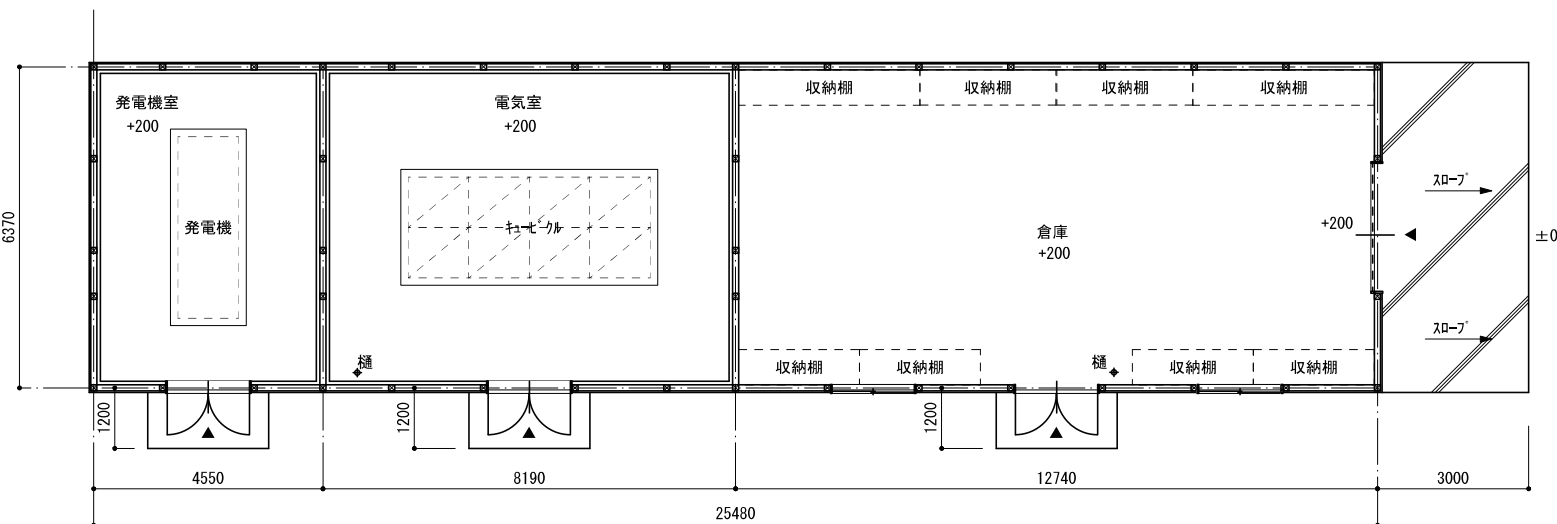 収納棚
収納棚
収納棚
収納棚
発電機室
+200
電気室
+200
発電機
キュービクル
倉庫
+200
+200
スロープ
±0
スロープ
6370
樋
樋
収納棚
収納棚
収納棚
収納棚
1200
1200
1200
4550
8190
12740
3000
25480